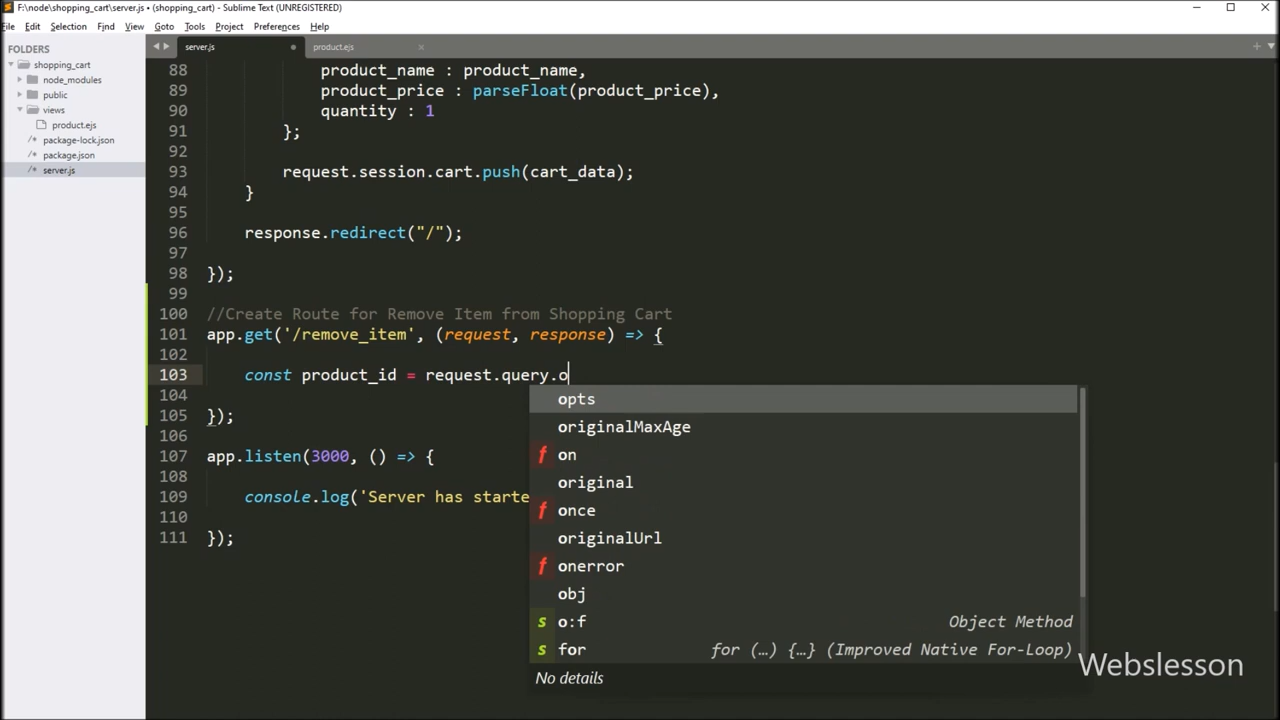 F:\node\shopping_cart\server.js (shopping_cart) - Sublime Text (UNREGISTERED)
File Edit Selection Find View Goto Tools Project Preferences Help
FOLDERS
shopping_cart
node_modules
public
views
product.ejs
package-lock.json
package.json
server.js
server.js product.ejs
88 product_name : product_name,
89 product_price : parseFloat(product_price),
90 quantity : 1
91 };
92
93 request.session.cart.push(cart_data);
94 }
95
96 response.redirect("/");
97
98 });
99
100 //Create Route for Remove Item from Shopping Cart
101 app.get('/remove_item', (request, response) => {
102
103 const product_id = request.query.o
104
105 });
106
107 app.listen(3000, () => {
108
109 console.log('Server has starte
110
111 });
opts
originalMaxAge
f on
original
f once
originalUrl
f onerror
obj
s o:f Object Method
s for for (…) {…} (Improved Native For-Loop)
No details
Webslesson